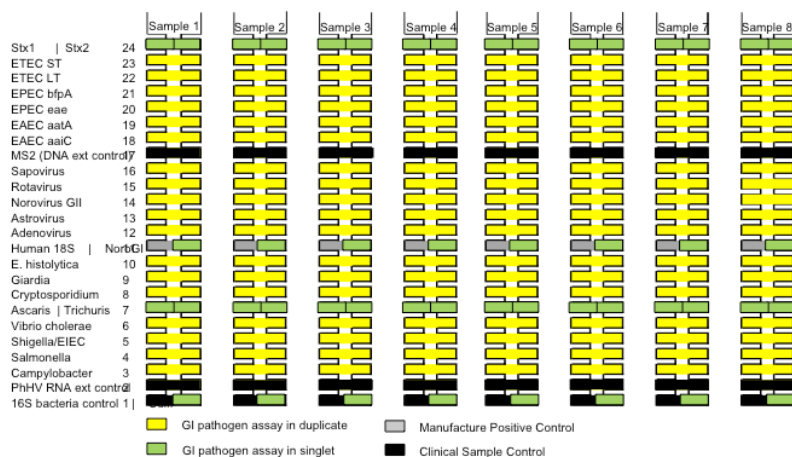 Sample 1 Sample 2 Sample 3 Sample 4 Sample 5 Sample 6 Sample 7 Sample 8
Stx1 | Stx2 24
ETEC ST 23
ETEC LT 22
EPEC bfpA 21
EPEC eae 20
EAEC aatA 19
EAEC aaiC 18
MS2 (DNA ext control) 17
Sapovirus 16
Rotavirus 15
Norovirus GII 14
Astrovirus 13
Adenovirus 12
Human 18S | Noro GI 11
E. histolytica 10
Giardia 9
Cryptosporidium 8
Ascaris | Trichuris 7
Vibrio cholerae 6
Shigella/EIEC 5
Salmonella 4
Campylobacter 3
PhHV RNA ext control 2
16S bacteria control 1 |
GI pathogen assay in duplicate
Manufacture Positive Control
GI pathogen assay in singlet
Clinical Sample Control